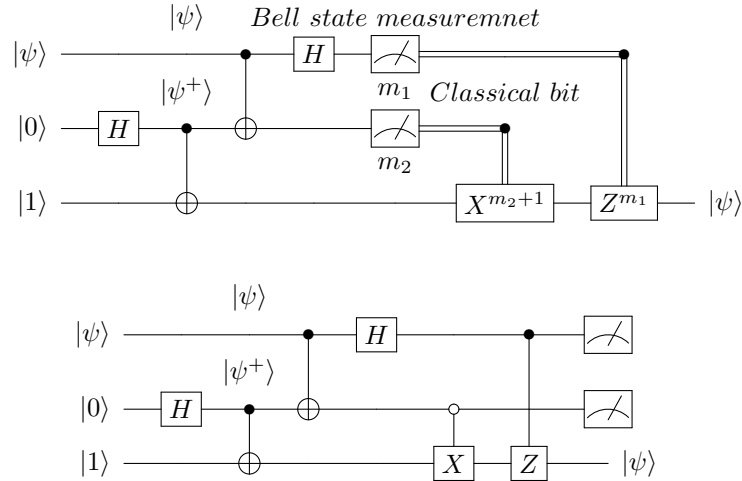 |ψ⟩ Bell state measuremnet
|ψ⟩ H
m₁
|ψ⁺⟩ Classical bit
|0⟩ H
m₂
|1⟩ X^{m₂+1} Z^{m₁} |ψ⟩
|ψ⟩
|ψ⟩ H
|ψ⁺⟩
|0⟩ H
|1⟩ X Z |ψ⟩